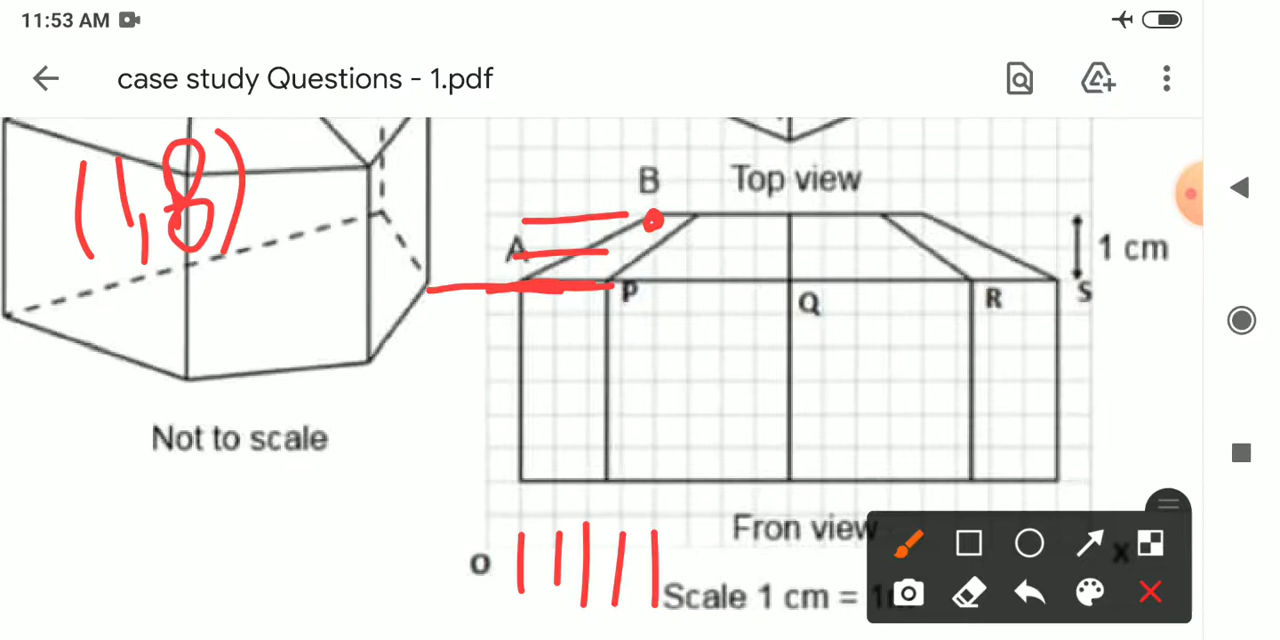 11:53 AM
case study Questions - 1.pdf
(1,8)
B
Top view
A
1 cm
P
Q
R
S
Not to scale
Fron view
x
O
Scale 1 cm =